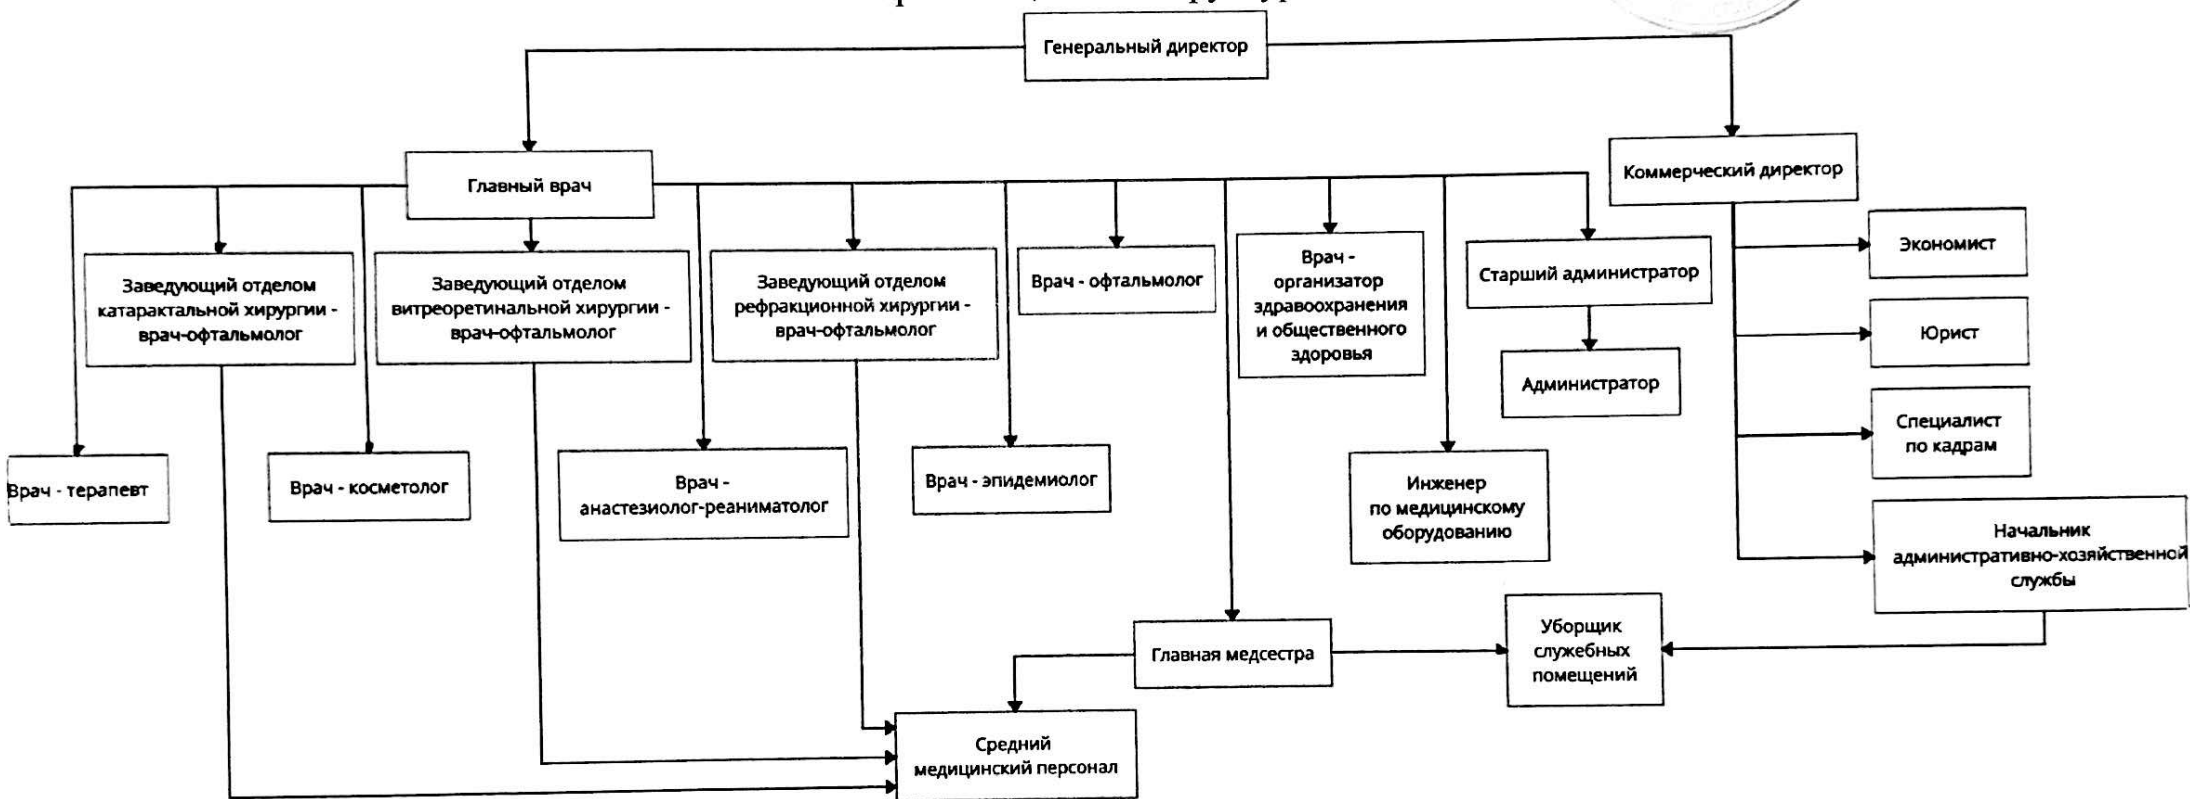 Генеральный директор
Главный врач
Коммерческий директор
Экономист
Юрист
Специалист
по кадрам
Начальник
административно-хозяйственной
службы
Заведующий отделом
катарактальной хирургии -
врач-офтальмолог
Заведующий отделом
витреоретинальной хирургии -
врач-офтальмолог
Заведующий отделом
рефракционной хирургии -
врач-офтальмолог
Врач - офтальмолог
Врач -
организатор
здравоохранения
и общественного
здоровья
Старший администратор
Администратор
Врач - терапевт
Врач - косметолог
Врач -
анастезиолог-реаниматолог
Врач - эпидемиолог
Инженер
по медицинскому
оборудованию
Главная медсестра
Уборщик
служебных
помещений
Средний
медицинский персонал